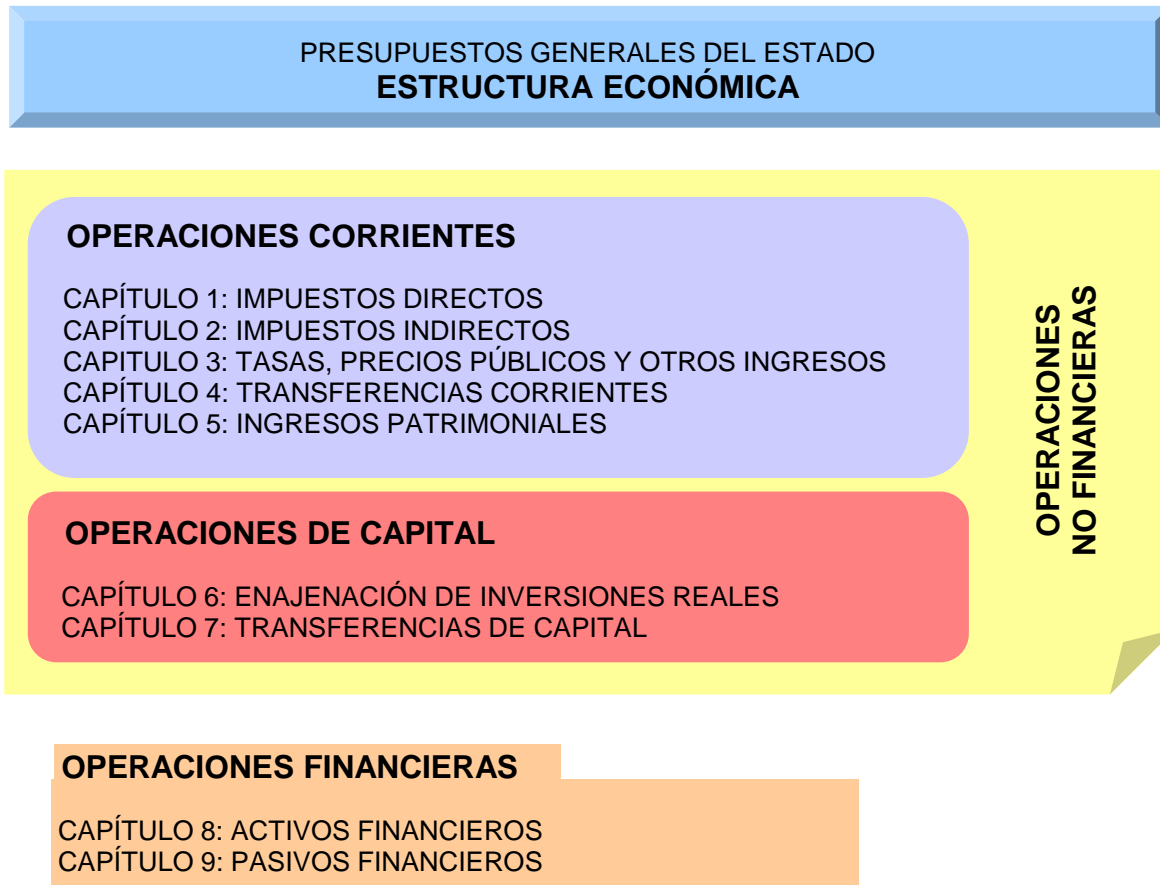 PRESUPUESTOS GENERALES DEL ESTADO
ESTRUCTURA ECONÓMICA
OPERACIONES CORRIENTES
CAPÍTULO 1: IMPUESTOS DIRECTOS
CAPÍTULO 2: IMPUESTOS INDIRECTOS
CAPITULO 3: TASAS, PRECIOS PÚBLICOS Y OTROS INGRESOS
CAPÍTULO 4: TRANSFERENCIAS CORRIENTES
CAPÍTULO 5: INGRESOS PATRIMONIALES
OPERACIONES DE CAPITAL
CAPÍTULO 6: ENAJENACIÓN DE INVERSIONES REALES
CAPÍTULO 7: TRANSFERENCIAS DE CAPITAL
OPERACIONES
NO FINANCIERAS
OPERACIONES FINANCIERAS
CAPÍTULO 8: ACTIVOS FINANCIEROS
CAPÍTULO 9: PASIVOS FINANCIEROS